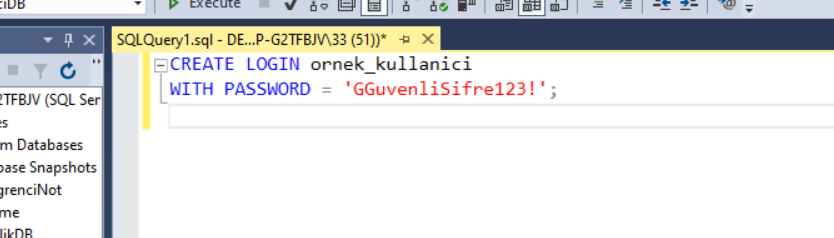 ciDB
Execute
SQLQuery1.sql - DE...P-G2TFBJV\33 (51))*
CREATE LOGIN ornek_kullanici
WITH PASSWORD = 'GGuvenliSifre123!';
2TFBJV (SQL Ser
es
m Databases
base Snapshots
grenciNot
me
likDB